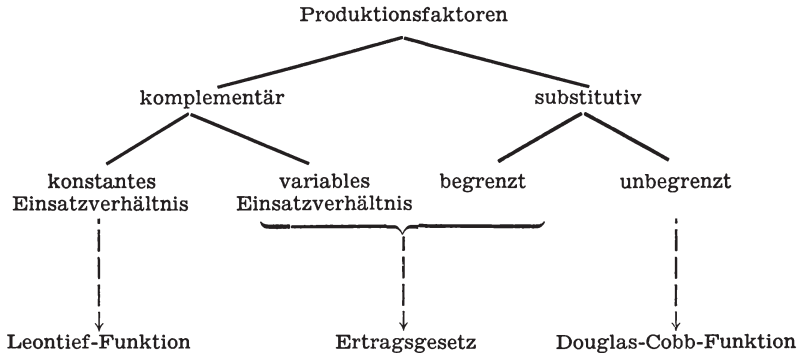 Produktionsfaktoren
komplementär
substitutiv
konstantes
Einsatzverhältnis
variables
Einsatzverhältnis
begrenzt
unbegrenzt
Leontief-Funktion
Ertragsgesetz
Douglas-Cobb-Funktion